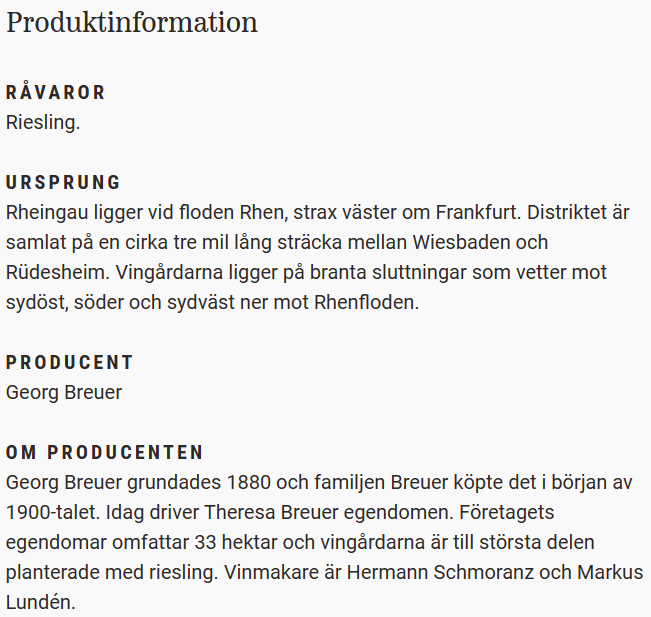 Produktinformation
RÅVAROR
Riesling.
URSPRUNG
Rheingau ligger vid floden Rhen, strax väster om Frankfurt. Distriktet är
samlat på en cirka tre mil lång sträcka mellan Wiesbaden och
Rüdesheim. Vingårdarna ligger på branta sluttningar som vetter mot
sydöst, söder och sydväst ner mot Rhenfloden.
PRODUCENT
Georg Breuer
OM PRODUCENTEN
Georg Breuer grundades 1880 och familjen Breuer köpte det i början av
1900-talet. Idag driver Theresa Breuer egendomen. Företagets
egendomar omfattar 33 hektar och vingårdarna är till största delen
planterade med riesling. Vinmakare är Hermann Schmoranz och Markus
Lundén.